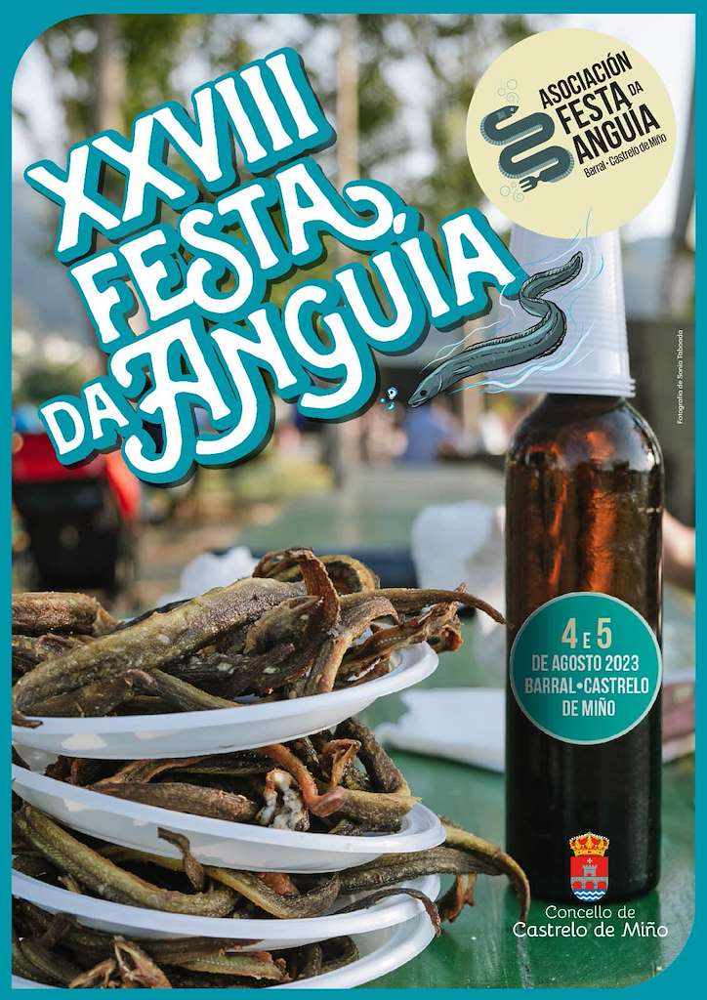 XXVIII
FESTA
DA ANGUÍA
ASOCIACIÓN
FESTA DA
ANGUÍA
Barral • Castrelo de Miño
Fotografía de Sonia Taboada
4 E 5
DE AGOSTO 2023
BARRAL•CASTRELO
DE MIÑO
Concello de
Castrelo de Miño